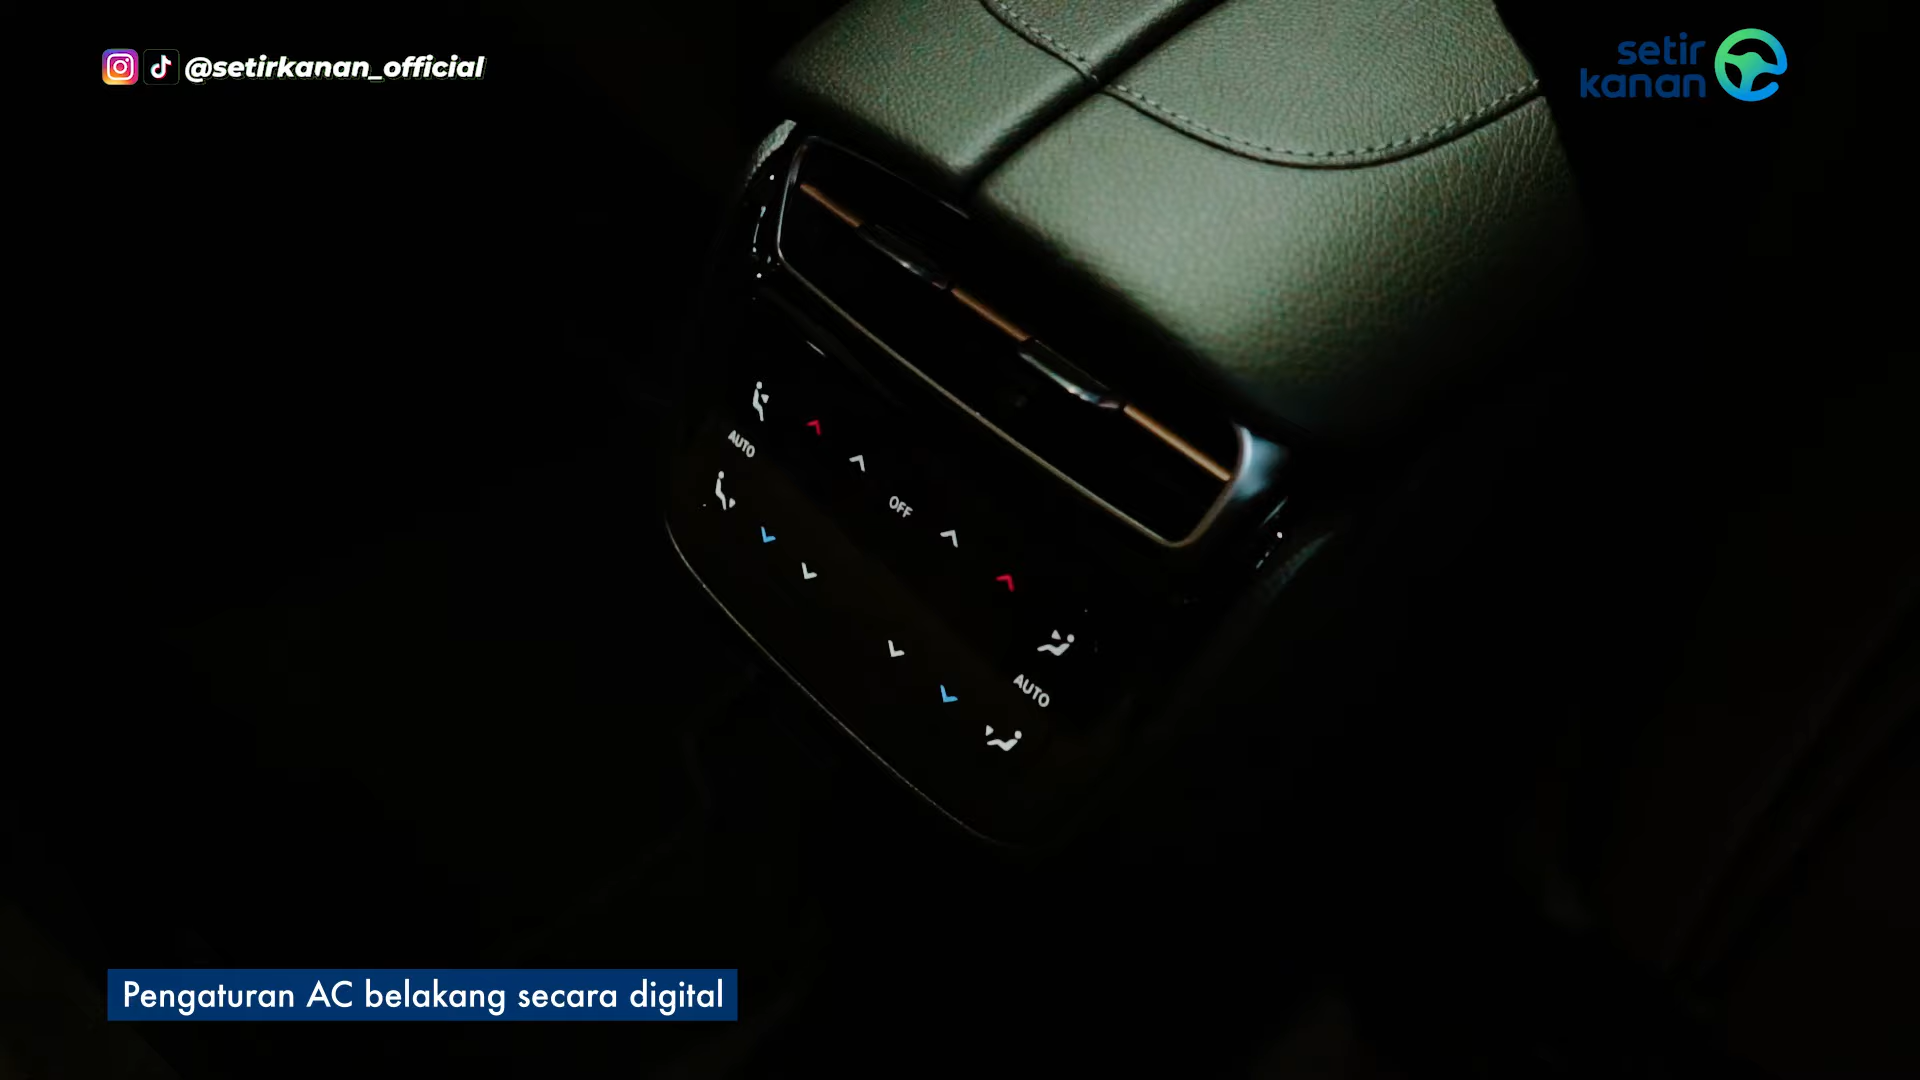 @setirkanan_official
setir
kanan
AUTO
OFF
AUTO
Pengaturan AC belakang secara digital